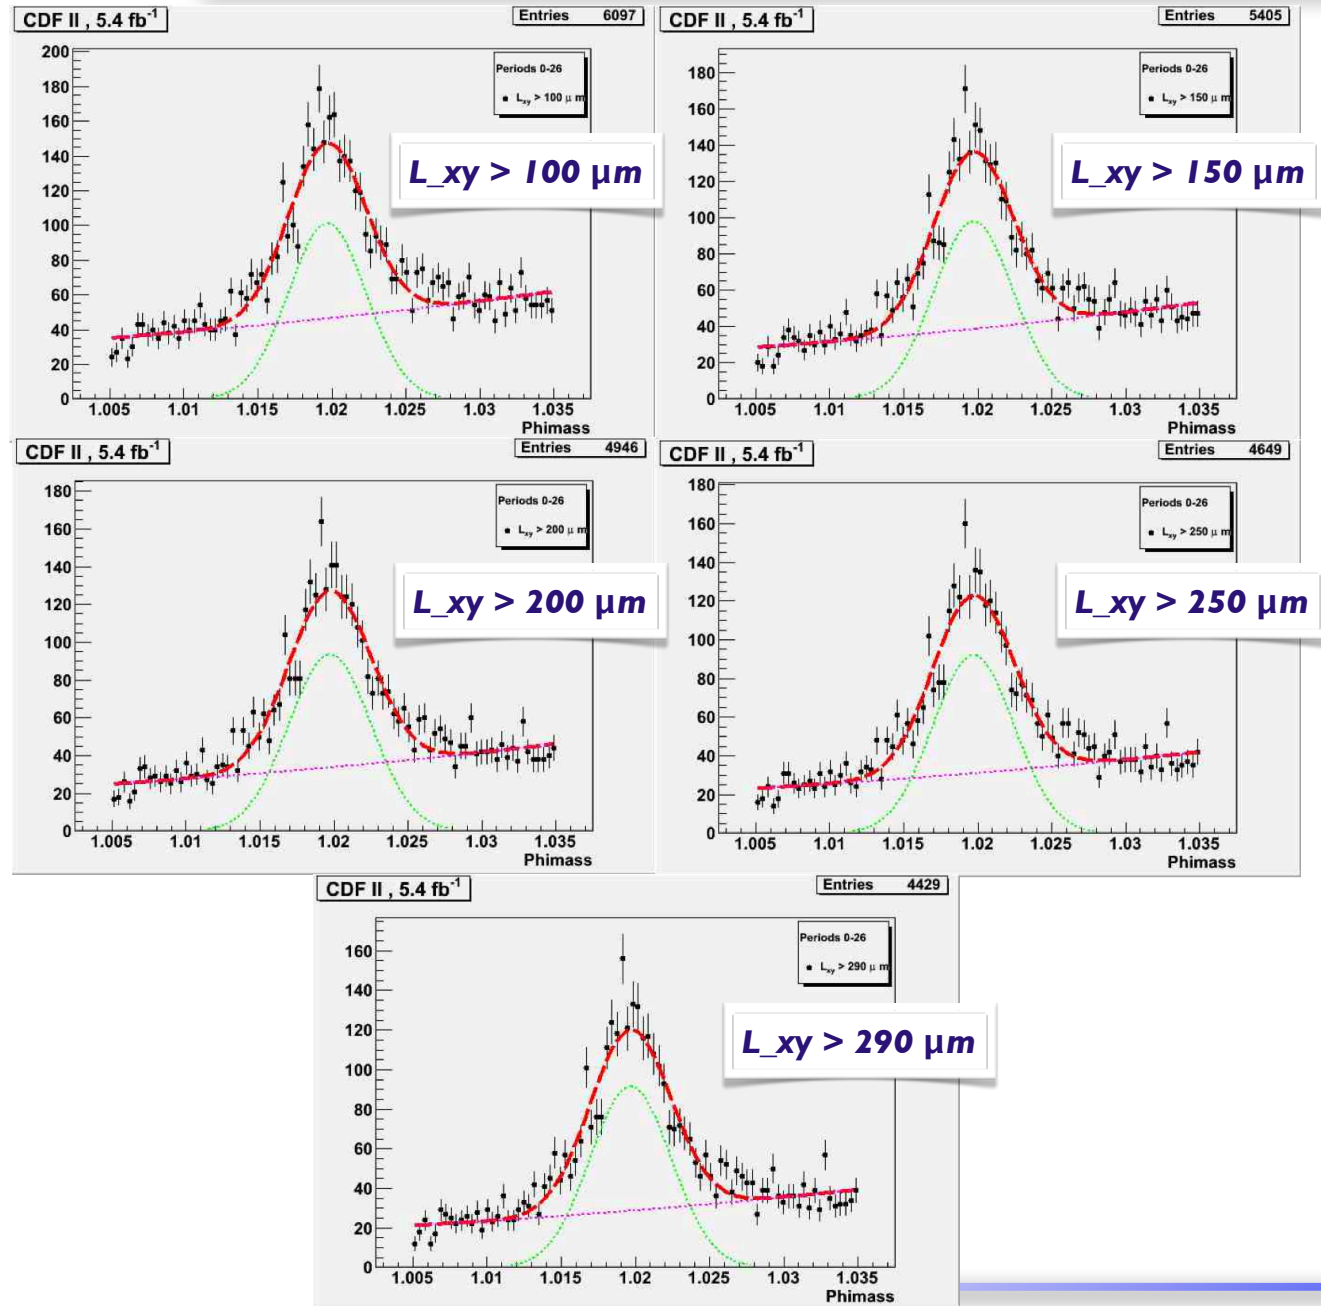 CDF II , 5.4 fb⁻¹
Entries 6097
Periods 0-26
L_xy > 100 μ m
L_xy > 100 μm
200
180
160
140
120
100
80
60
40
20
0
1.005 1.01 1.015 1.02 1.025 1.03 1.035
Phimass
CDF II , 5.4 fb⁻¹
Entries 5405
Periods 0-26
L_xy > 150 μ m
L_xy > 150 μm
180
160
140
120
100
80
60
40
20
0
1.005 1.01 1.015 1.02 1.025 1.03 1.035
Phimass
CDF II , 5.4 fb⁻¹
Entries 4946
Periods 0-26
L_xy > 200 μ m
L_xy > 200 μm
180
160
140
120
100
80
60
40
20
0
1.005 1.01 1.015 1.02 1.025 1.03 1.035
Phimass
CDF II , 5.4 fb⁻¹
Entries 4649
Periods 0-26
L_xy > 250 μ m
L_xy > 250 μm
180
160
140
120
100
80
60
40
20
0
1.005 1.01 1.015 1.02 1.025 1.03 1.035
Phimass
CDF II , 5.4 fb⁻¹
Entries 4429
Periods 0-26
L_xy > 290 μ m
L_xy > 290 μm
160
140
120
100
80
60
40
20
0
1.005 1.01 1.015 1.02 1.025 1.03 1.035
Phimass